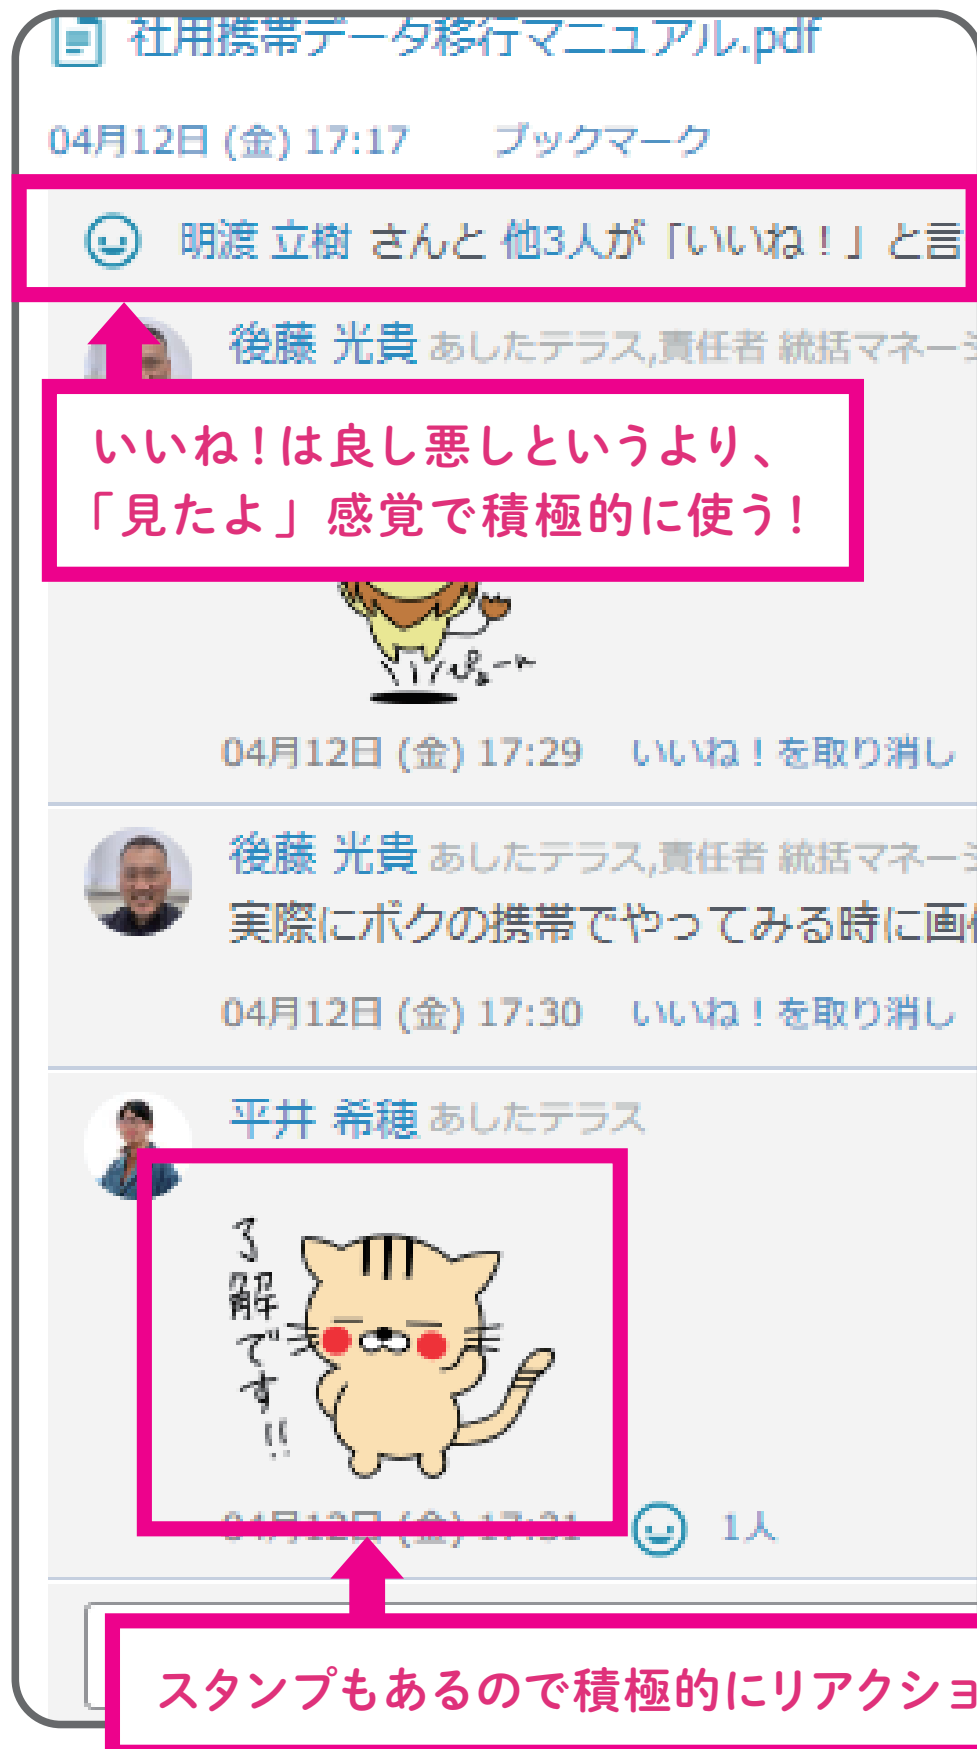 社用携帯データ移行マニュアル.pdf
04月12日 (金) 17:17 ブックマーク
明渡 立樹 さんと 他3人が「いいね！」と言
後藤 光貴 あしたテラス,責任者 統括マネー
いいね！は良し悪しというより、
「見たよ」感覚で積極的に使う！
04月12日 (金) 17:29 いいね！を取り消し
後藤 光貴 あしたテラス,責任者 統括マネー
実際にボクの携帯でやってみる時に画
04月12日 (金) 17:30 いいね！を取り消し
平井 希穂 あしたテラス
了解です!!
04月12日 (金) 17:31 1人
スタンプもあるので積極的にリアクショ